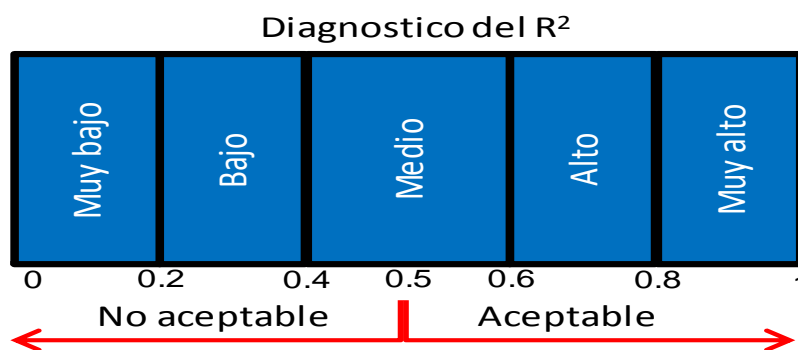 Diagnostico del R²
Muy bajo
Bajo
Medio
Alto
Muy alto
0 0.2 0.4 0.5 0.6 0.8
No aceptable Aceptable